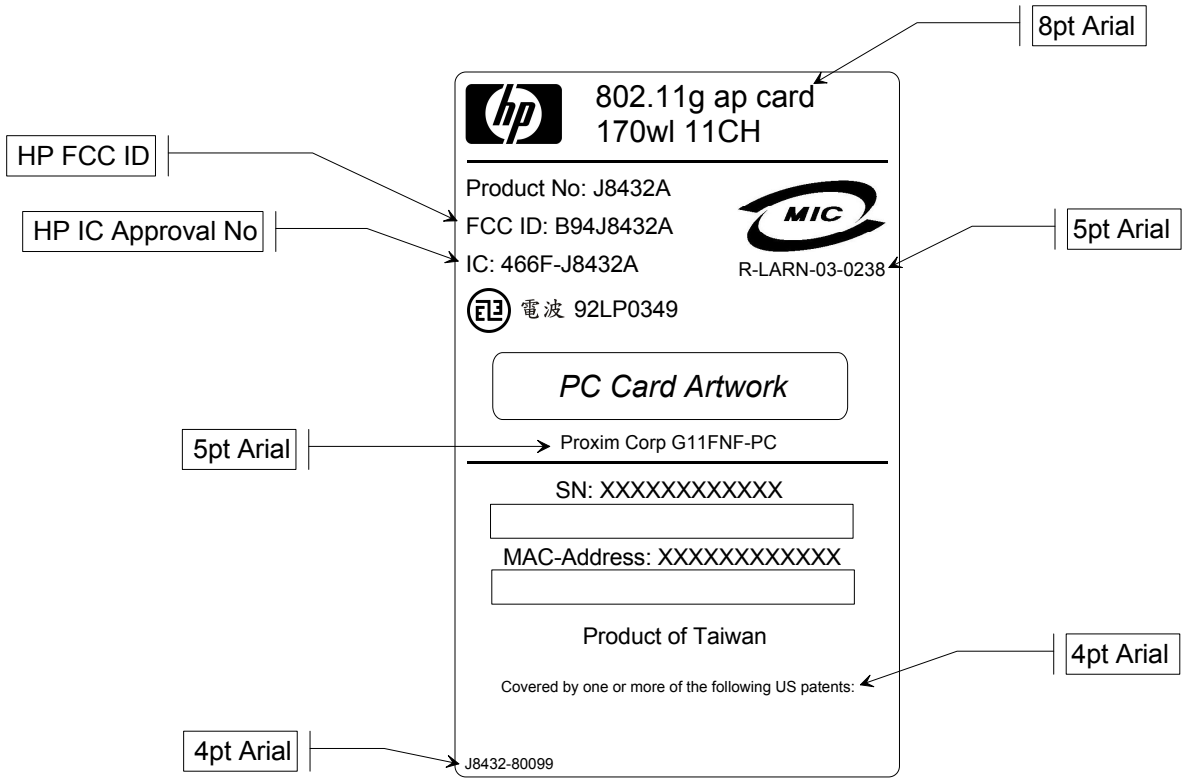 8pt Arial
hp
802.11g ap card
170wl 11CH
HP FCC ID
Product No: J8432A
MIC
FCC ID: B94J8432A
HP IC Approval No
5pt Arial
IC: 466F-J8432A
R-LARN-03-0238
電波 92LP0349
PC Card Artwork
5pt Arial
Proxim Corp G11FNF-PC
SN: XXXXXXXXXXXX
MAC-Address: XXXXXXXXXXXX
Product of Taiwan
4pt Arial
Covered by one or more of the following US patents:
4pt Arial
J8432-80099